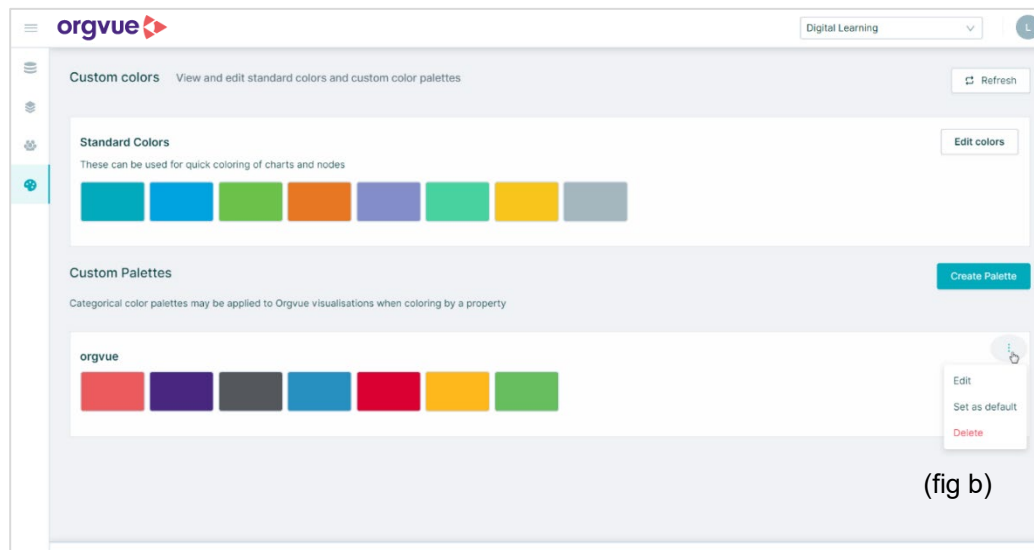 orgvue
Digital Learning
L
Custom colors View and edit standard colors and custom color palettes
Refresh
Standard Colors
Edit colors
These can be used for quick coloring of charts and nodes
Custom Palettes
Create Palette
Categorical color palettes may be applied to Orgvue visualisations when coloring by a property
orgvue
Edit
Set as default
Delete
(fig b)